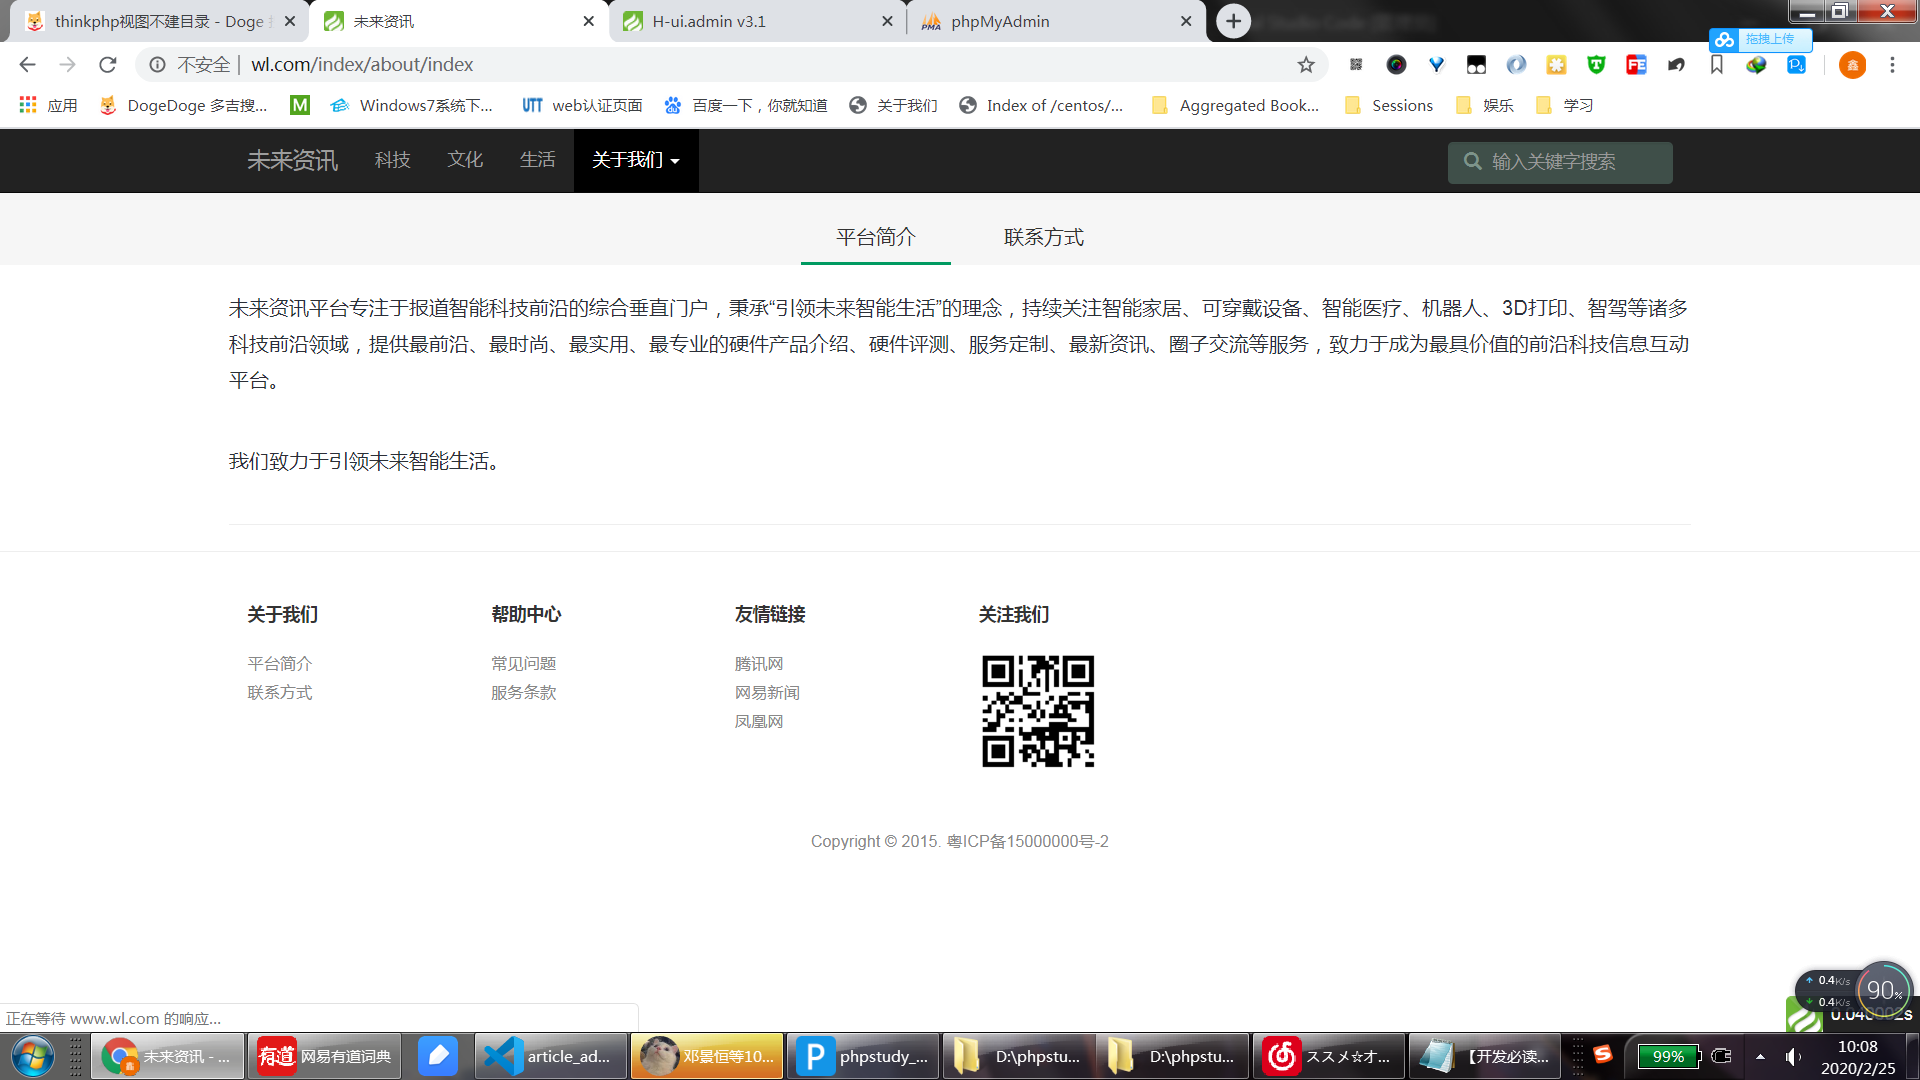 thinkphp视图不建目录 - Doge
未来资讯
H-ui.admin v3.1
phpMyAdmin
拖拽上传
不安全 | wl.com/index/about/index
应用
DogeDoge 多吉搜...
Windows7系统下...
UTT web认证页面
百度一下，你就知道
关于我们
Index of /centos/...
Aggregated Book...
Sessions
娱乐
学习
未来资讯
科技
文化
生活
关于我们
输入关键字搜索
平台简介
联系方式
未来资讯平台专注于报道智能科技前沿的综合垂直门户，秉承“引领未来智能生活”的理念，持续关注智能家居、可穿戴设备、智能医疗、机器人、3D打印、智驾等诸多
科技前沿领域，提供最前沿、最时尚、最实用、最专业的硬件产品介绍、硬件评测、服务定制、最新资讯、圈子交流等服务，致力于成为最具价值的前沿科技信息互动
平台。
我们致力于引领未来智能生活。
关于我们
平台简介
联系方式
帮助中心
常见问题
服务条款
友情链接
腾讯网
网易新闻
凤凰网
关注我们
Copyright © 2015. 粤ICP备15000000号-2
0.4K/s
0.4K/s
90%
正在等待 www.wl.com 的响应...
未来资讯 - ...
有道 网易有道词典
article_ad...
邓景恒等10...
phpstudy_...
D:\phpstu...
D:\phpstu...
ススメ☆オ...
【开发必读...
99%
10:08
2020/2/25